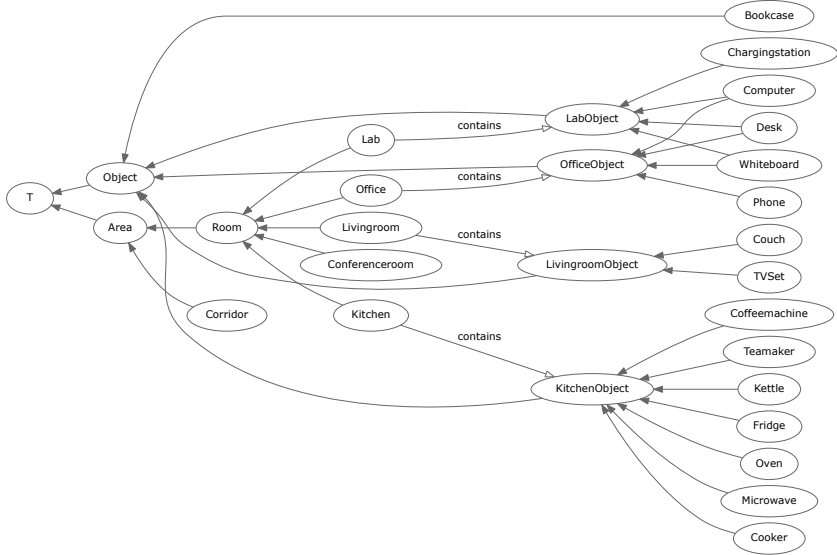 Bookcase
Chargingstation
Computer
LabObject
contains
Desk
Lab
OfficeObject
Whiteboard
Object
contains
T
Office
Phone
Area
Room
Livingroom
contains
Couch
Conferenceroom
LivingroomObject
TVSet
Corridor
Kitchen
Coffeemachine
contains
Teamaker
KitchenObject
Kettle
Fridge
Oven
Microwave
Cooker